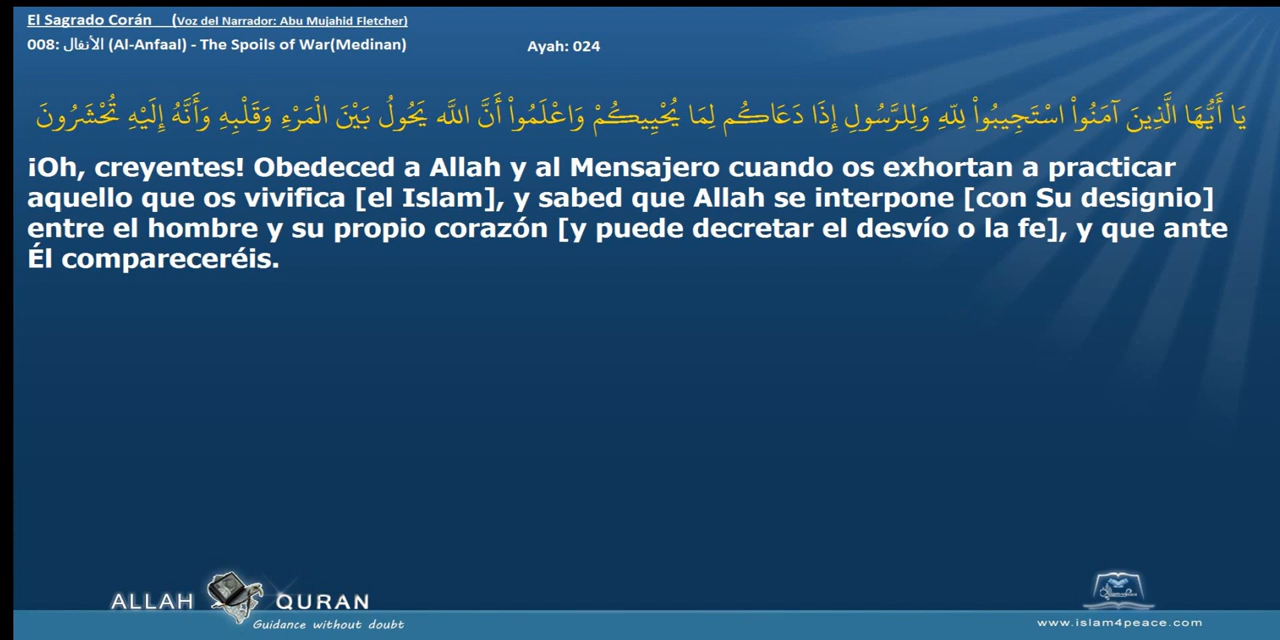 El Sagrado Corán (Voz del Narrador: Abu Mujahid Fletcher)
008: الأنفال (Al-Anfaal) - The Spoils of War(Medinan) Ayah: 024
يَا أَيُّهَا الَّذِينَ آمَنُواْ اسْتَجِيبُواْ لِلّهِ وَلِلرَّسُولِ إِذَا دَعَاكُم لِمَا يُحْيِيكُمْ وَاعْلَمُواْ أَنَّ اللّه يَحُولُ بَيْنَ الْمَرْءِ وَقَلْبِهِ وَأَنَّهُ إِلَيْهِ تُحْشَرُونَ
¡Oh, creyentes! Obedeced a Allah y al Mensajero cuando os exhortan a practicar
aquello que os vivifica [el Islam], y sabed que Allah se interpone [con Su designio]
entre el hombre y su propio corazón [y puede decretar el desvío o la fe], y que ante
Él compareceréis.
ALLAH QURAN
Guidance without doubt
www.islam4peace.com